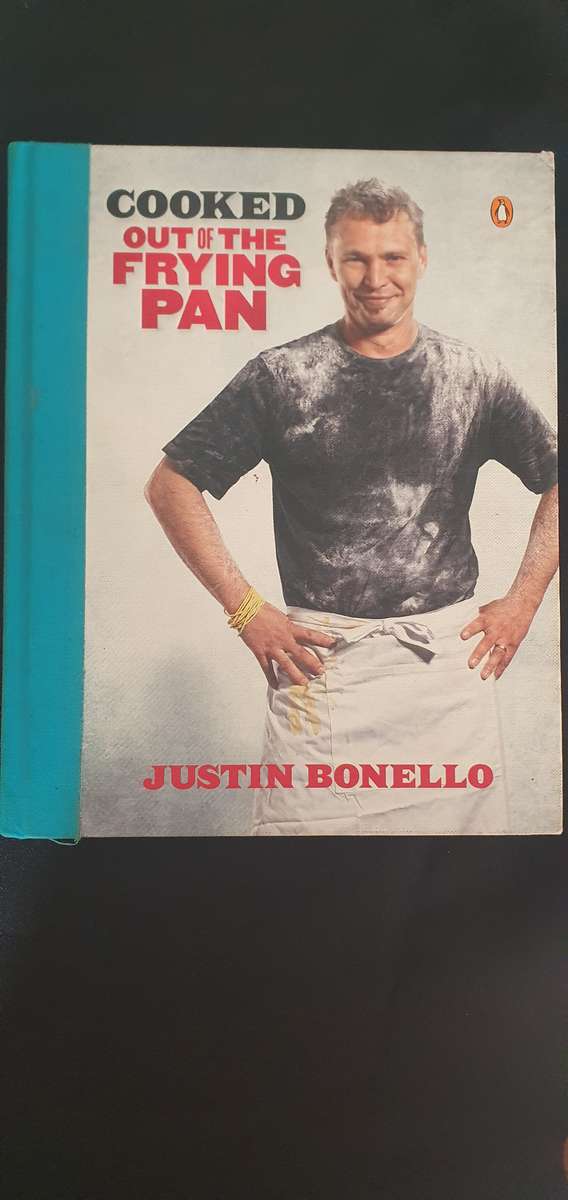 COOKED
OUT OF THE
FRYING
PAN
JUSTIN BONELLO